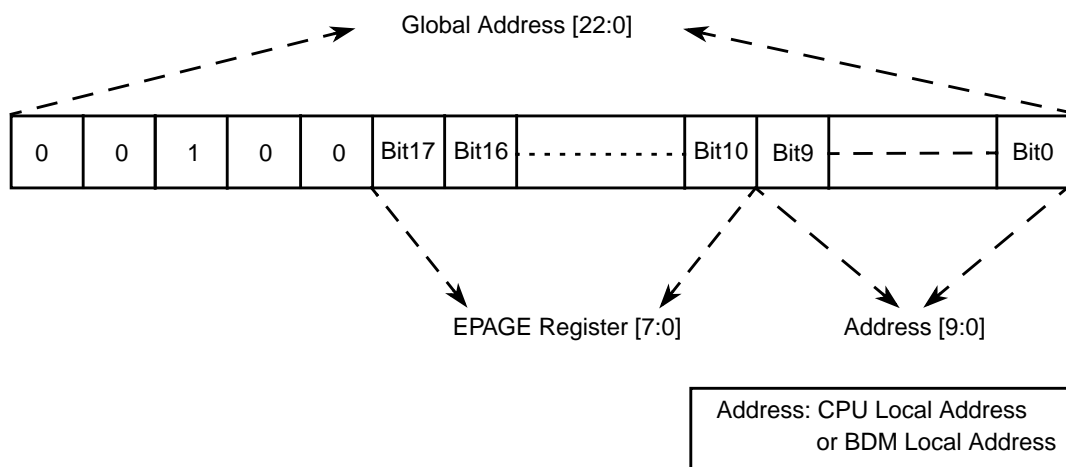 Global Address [22:0]
0 0 1 0 0 Bit17 Bit16 Bit10 Bit9 Bit0
EPAGE Register [7:0] Address [9:0]
Address: CPU Local Address
or BDM Local Address